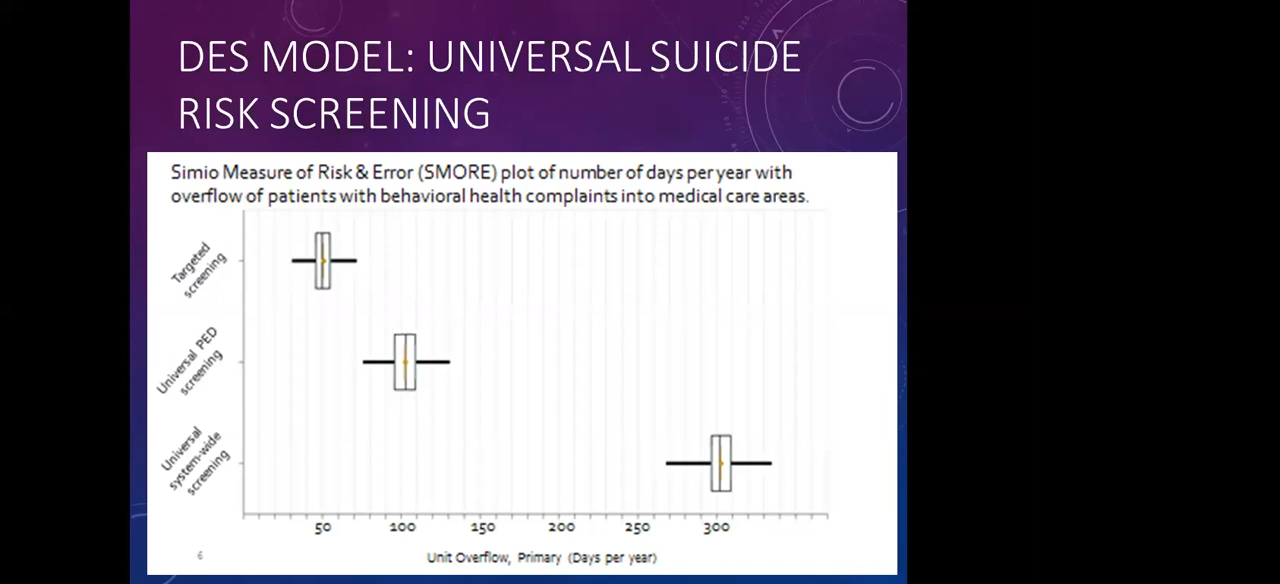 DES MODEL: UNIVERSAL SUICIDE
RISK SCREENING
Simio Measure of Risk & Error (SMORE) plot of number of days per year with
overflow of patients with behavioral health complaints into medical care areas.
Targeted
screening
Universal PED
screening
Universal
system-wide
screening
50 100 150 200 250 300
Unit Overflow, Primary (Days per year)
6